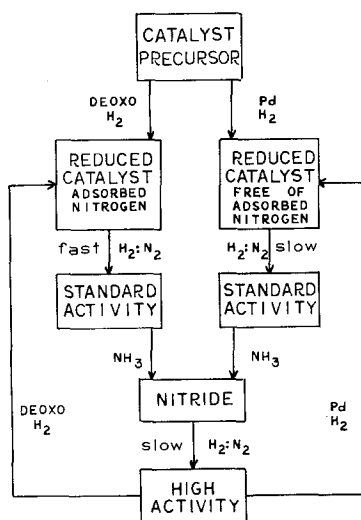 CATALYST
PRECURSOR
DEOXO
H2
Pd
H2
REDUCED
CATALYST
ADSORBED
NITROGEN
REDUCED
CATALYST
FREE OF
ADSORBED
NITROGEN
fast
H2:N2
H2:N2
slow
STANDARD
ACTIVITY
STANDARD
ACTIVITY
NH3
NH3
NITRIDE
DEOXO
H2
Pd
H2
slow
H2:N2
HIGH
ACTIVITY